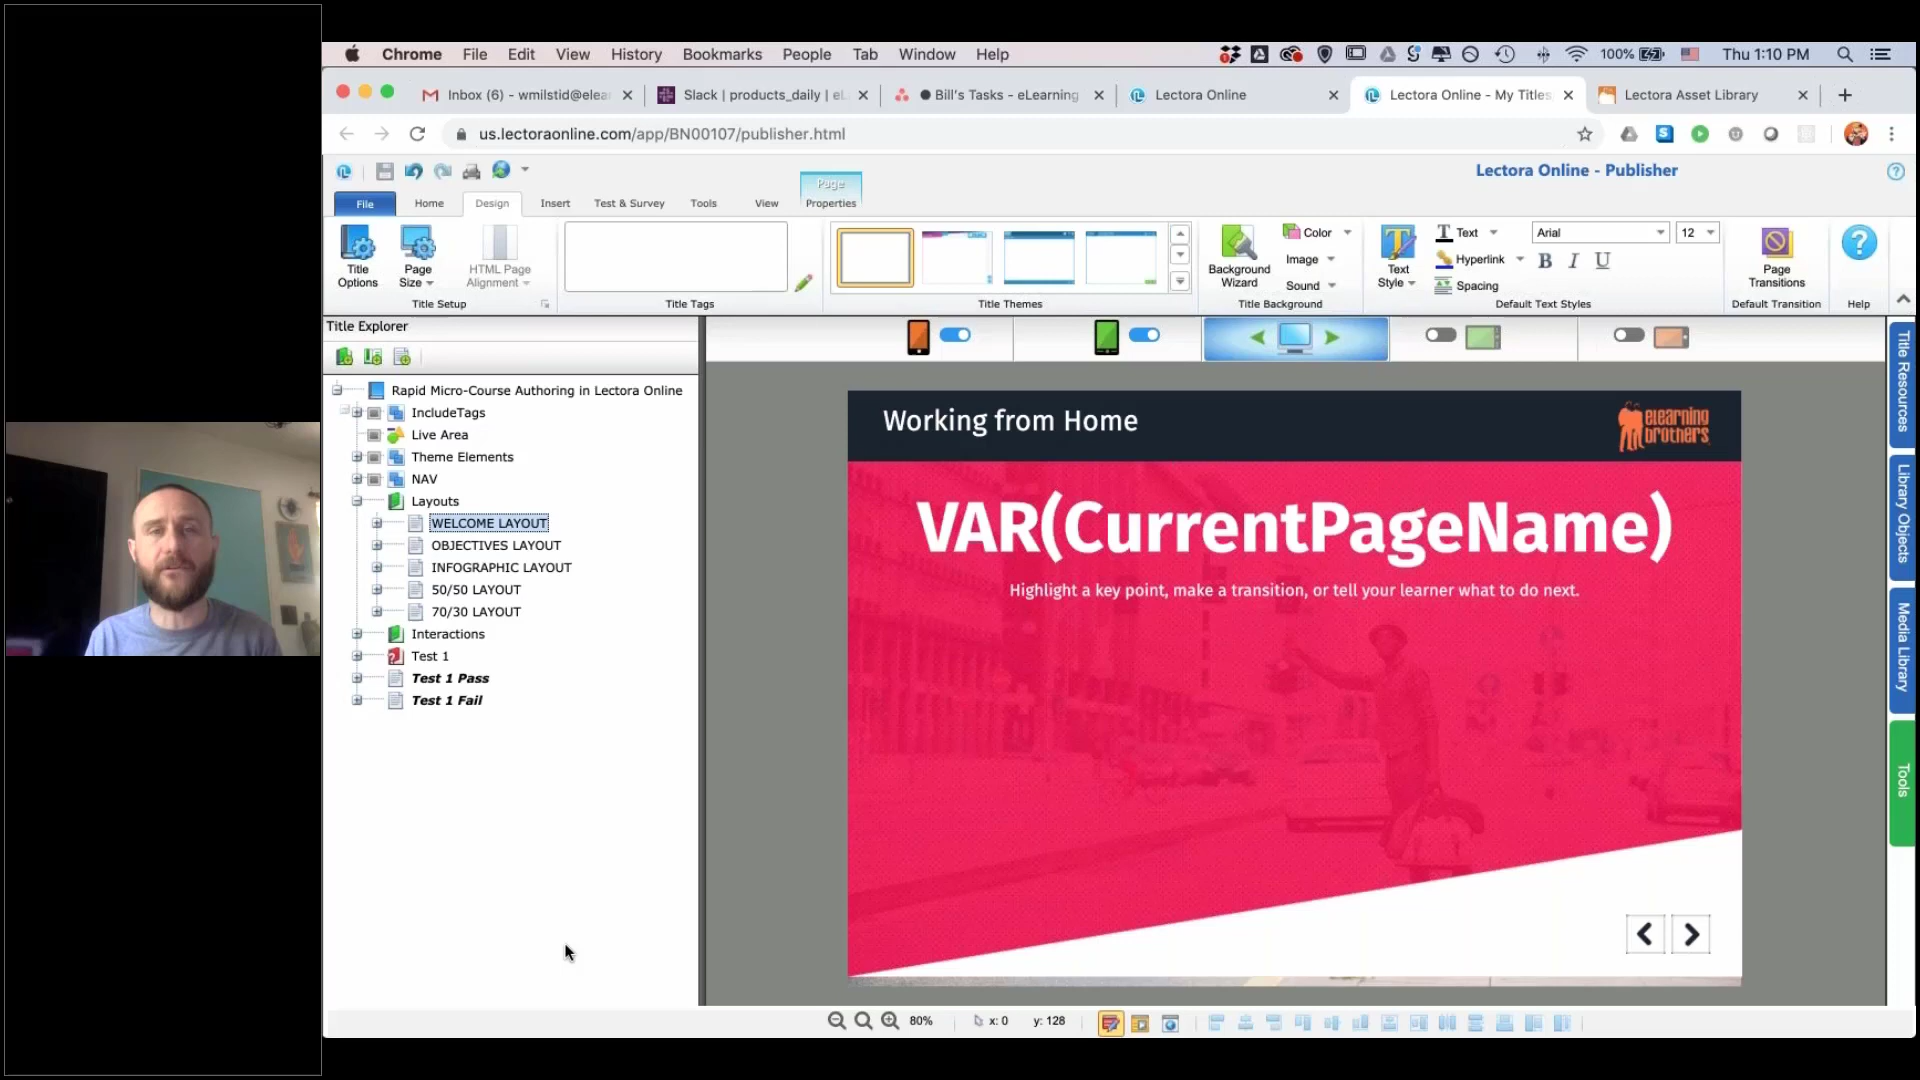 Chrome File Edit View History Bookmarks People Tab Window Help 100% Thu 1:10 PM
Inbox (6) - wmilstid@elea Slack | products_daily | eL Bill's Tasks - eLearning Lectora Online Lectora Online - My Titles Lectora Asset Library
us.lectoraonline.com/app/BN00107/publisher.html
Lectora Online - Publisher
Page
File Home Design Insert Test & Survey Tools View Properties
Title Options
Page Size
HTML Page Alignment
Title Setup
Title Tags
Title Themes
Background Wizard
Color
Image
Sound
Title Background
Text Style
Text
Hyperlink
Spacing
Arial 12
B I U
Default Text Styles
Page Transitions
Default Transition
Help
Title Explorer
Rapid Micro-Course Authoring in Lectora Online
IncludeTags
Live Area
Theme Elements
NAV
Layouts
WELCOME LAYOUT
OBJECTIVES LAYOUT
INFOGRAPHIC LAYOUT
50/50 LAYOUT
70/30 LAYOUT
Interactions
Test 1
Test 1 Pass
Test 1 Fail
Working from Home
eLearning
brothers
VAR(CurrentPageName)
Highlight a key point, make a transition, or tell your learner what to do next.
Title Resources
Library Objects
Media Library
Tools
80% x: 0 y: 128